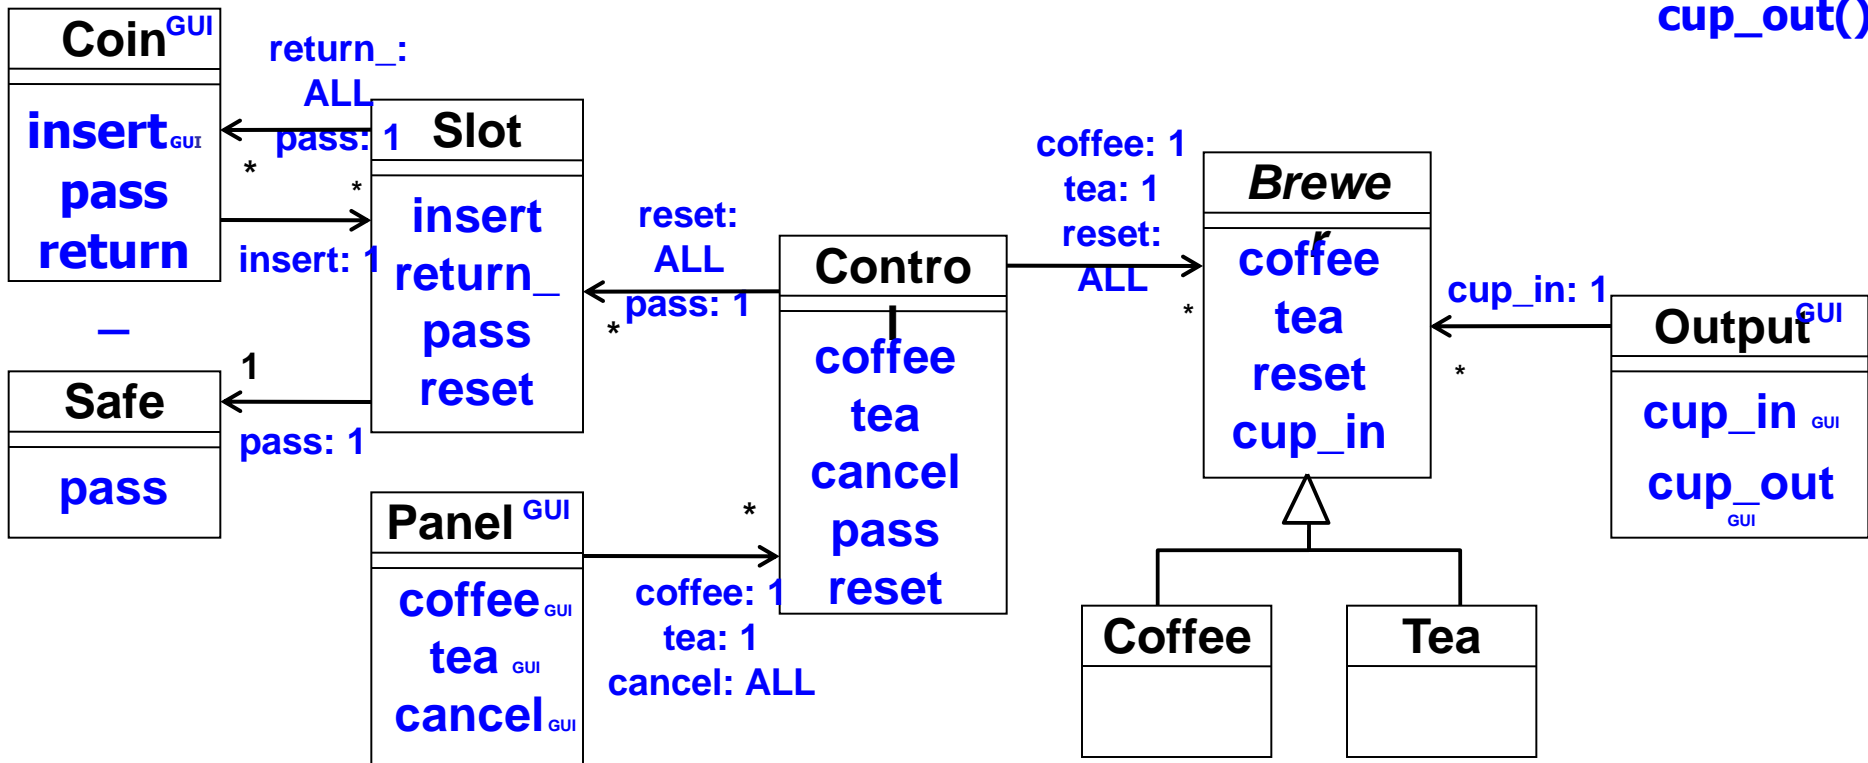 cup_out()
Coin GUI
insert GUI
pass
return
_
return_:
ALL
pass: 1
*
*
insert: 1
Slot
insert
return_
pass
reset
Safe
pass
1
pass: 1
Panel GUI
coffee GUI
tea GUI
cancel GUI
*
coffee: 1
tea: 1
cancel: ALL
reset:
ALL
pass: 1
*
Contro
l
coffee
tea
cancel
pass
reset
coffee: 1
tea: 1
reset:
ALL
*
Brewe
r
coffee
tea
reset
cup_in
cup_in: 1
*
Output GUI
cup_in GUI
cup_out
GUI
Coffee
Tea